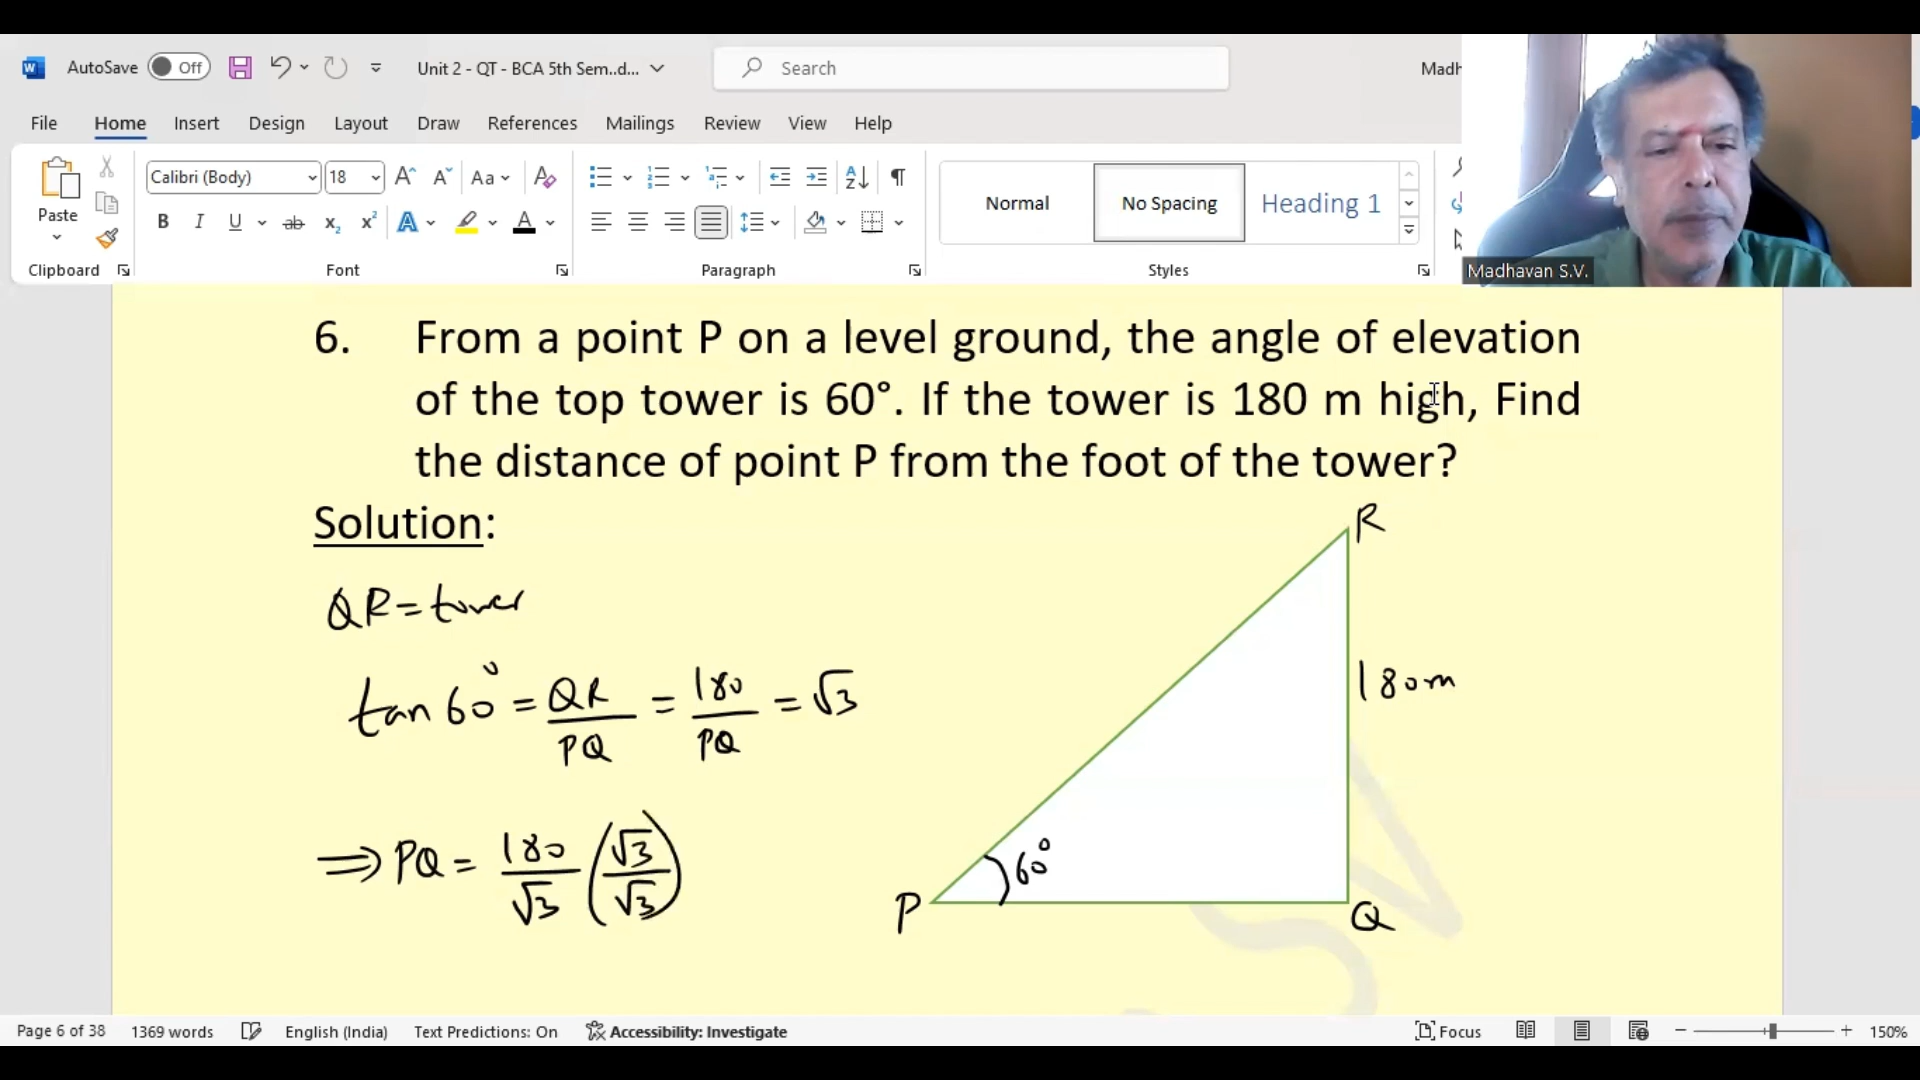 AutoSave Off Unit 2 - QT - BCA 5th Sem..d... Search Madh
File Home Insert Design Layout Draw References Mailings Review View Help
Calibri (Body) 18 Aa
Paste B I U ab x₂ x² A A
Normal No Spacing Heading 1
Clipboard Font Paragraph Styles
Madhavan S.V.
6. From a point P on a level ground, the angle of elevation
of the top tower is 60°. If the tower is 180 m high, Find
the distance of point P from the foot of the tower?
Solution:
QR = tower
tan 60° = QR/PQ = 180/PQ = √3
⇒ PQ = 180/√3 (√3/√3)
R
180m
60°
P
Q
Page 6 of 38 1369 words English (India) Text Predictions: On Accessibility: Investigate Focus 150%